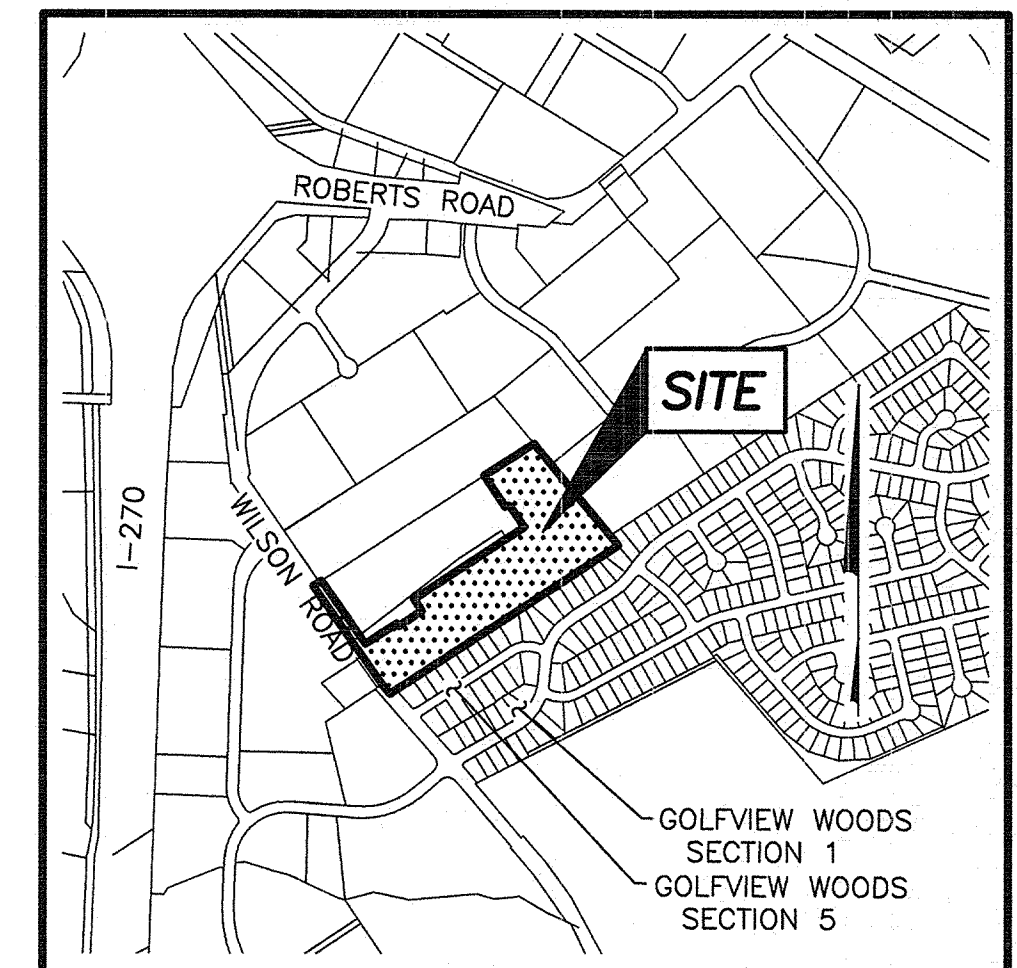 ROBERTS ROAD
SITE
I-270
WILSON ROAD
GOLFVIEW WOODS
SECTION 1
GOLFVIEW WOODS
SECTION 5